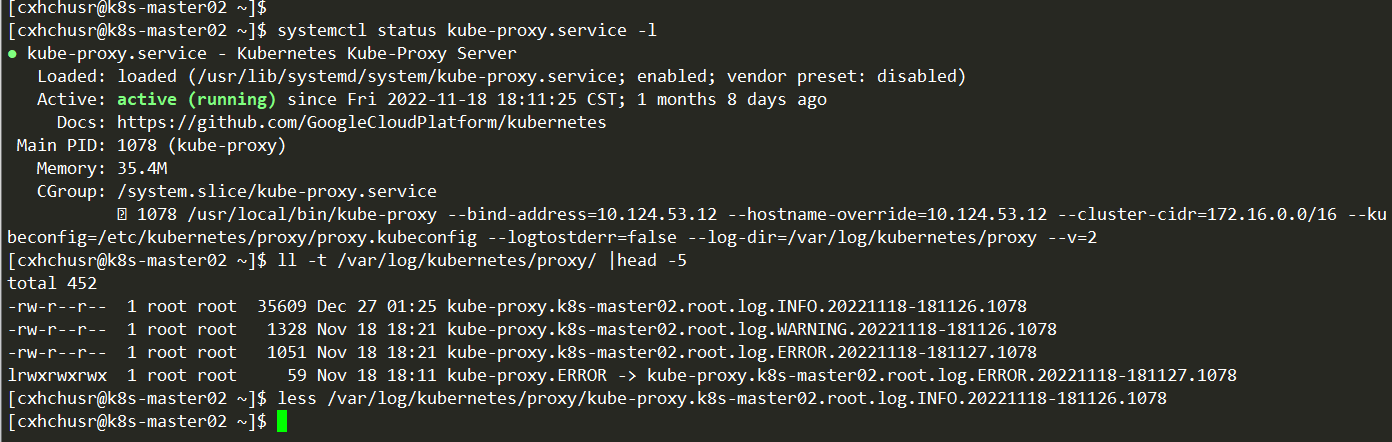 [cxhchusr@k8s-master02 ~]$
[cxhchusr@k8s-master02 ~]$ systemctl status kube-proxy.service -l
● kube-proxy.service - Kubernetes Kube-Proxy Server
   Loaded: loaded (/usr/lib/systemd/system/kube-proxy.service; enabled; vendor preset: disabled)
   Active: active (running) since Fri 2022-11-18 18:11:25 CST; 1 months 8 days ago
     Docs: https://github.com/GoogleCloudPlatform/kubernetes
 Main PID: 1078 (kube-proxy)
   Memory: 35.4M
   CGroup: /system.slice/kube-proxy.service
           1078 /usr/local/bin/kube-proxy --bind-address=10.124.53.12 --hostname-override=10.124.53.12 --cluster-cidr=172.16.0.0/16 --ku
beconfig=/etc/kubernetes/proxy/proxy.kubeconfig --logtostderr=false --log-dir=/var/log/kubernetes/proxy --v=2
[cxhchusr@k8s-master02 ~]$ ll -t /var/log/kubernetes/proxy/ |head -5
total 452
-rw-r--r--  1 root root  35609 Dec 27 01:25 kube-proxy.k8s-master02.root.log.INFO.20221118-181126.1078
-rw-r--r--  1 root root   1328 Nov 18 18:21 kube-proxy.k8s-master02.root.log.WARNING.20221118-181126.1078
-rw-r--r--  1 root root   1051 Nov 18 18:21 kube-proxy.k8s-master02.root.log.ERROR.20221118-181127.1078
lrwxrwxrwx  1 root root     59 Nov 18 18:11 kube-proxy.ERROR -> kube-proxy.k8s-master02.root.log.ERROR.20221118-181127.1078
[cxhchusr@k8s-master02 ~]$ less /var/log/kubernetes/proxy/kube-proxy.k8s-master02.root.log.INFO.20221118-181126.1078
[cxhchusr@k8s-master02 ~]$